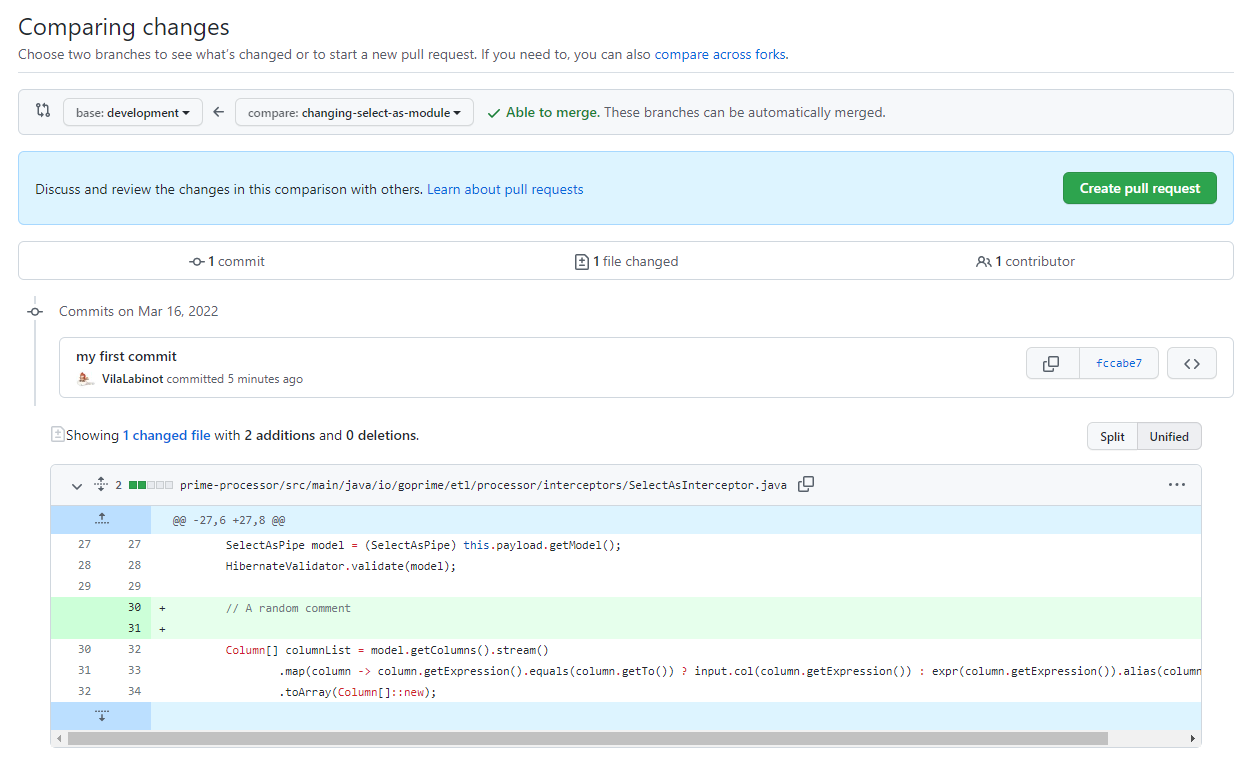 Comparing changes
Choose two branches to see what's changed or to start a new pull request. If you need to, you can also compare across forks.
base: development compare: changing-select-as-module Able to merge. These branches can be automatically merged.
Discuss and review the changes in this comparison with others. Learn about pull requests Create pull request
1 commit 1 file changed 1 contributor
Commits on Mar 16, 2022
my first commit
VilaLabinot committed 5 minutes ago
fccabe7
Showing 1 changed file with 2 additions and 0 deletions.
Split Unified
2 prime-processor/src/main/java/io/goprime/etl/processor/interceptors/SelectAsInterceptor.java
@@ -27,6 +27,8 @@
27 27 SelectAsPipe model = (SelectAsPipe) this.payload.getModel();
28 28 HibernateValidator.validate(model);
29 29
30 + // A random comment
31 +
30 32 Column[] columnList = model.getColumns().stream()
31 33 .map(column -> column.getExpression().equals(column.getTo()) ? input.col(column.getExpression()) : expr(column.getExpression()).alias(column
32 34 .toArray(Column[]::new);